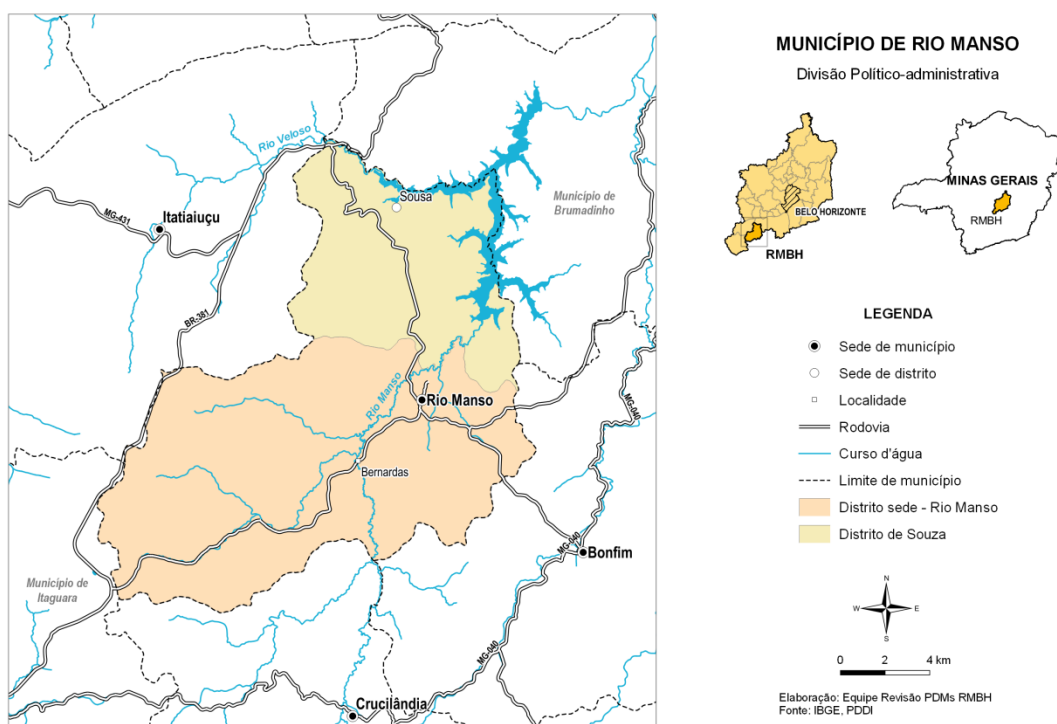 Rio Veloso
Sousa
Município de
Brumadinho
MG-431
Itatiaiuçu
BR-381
Rio Manso
Rio Manso
MG-040
Bernardas
MG-040
Bonfim
Município de
Itaguara
MG-040
Crucilândia
MUNICÍPIO DE RIO MANSO
Divisão Político-administrativa
BELO HORIZONTE
RMBH
MINAS GERAIS
RMBH
LEGENDA
Sede de município
Sede de distrito
Localidade
Rodovia
Curso d'água
Limite de município
Distrito sede - Rio Manso
Distrito de Souza
N
W E
S
0 2 4 km
Elaboração: Equipe Revisão PDMs RMBH
Fonte: IBGE, PDDI